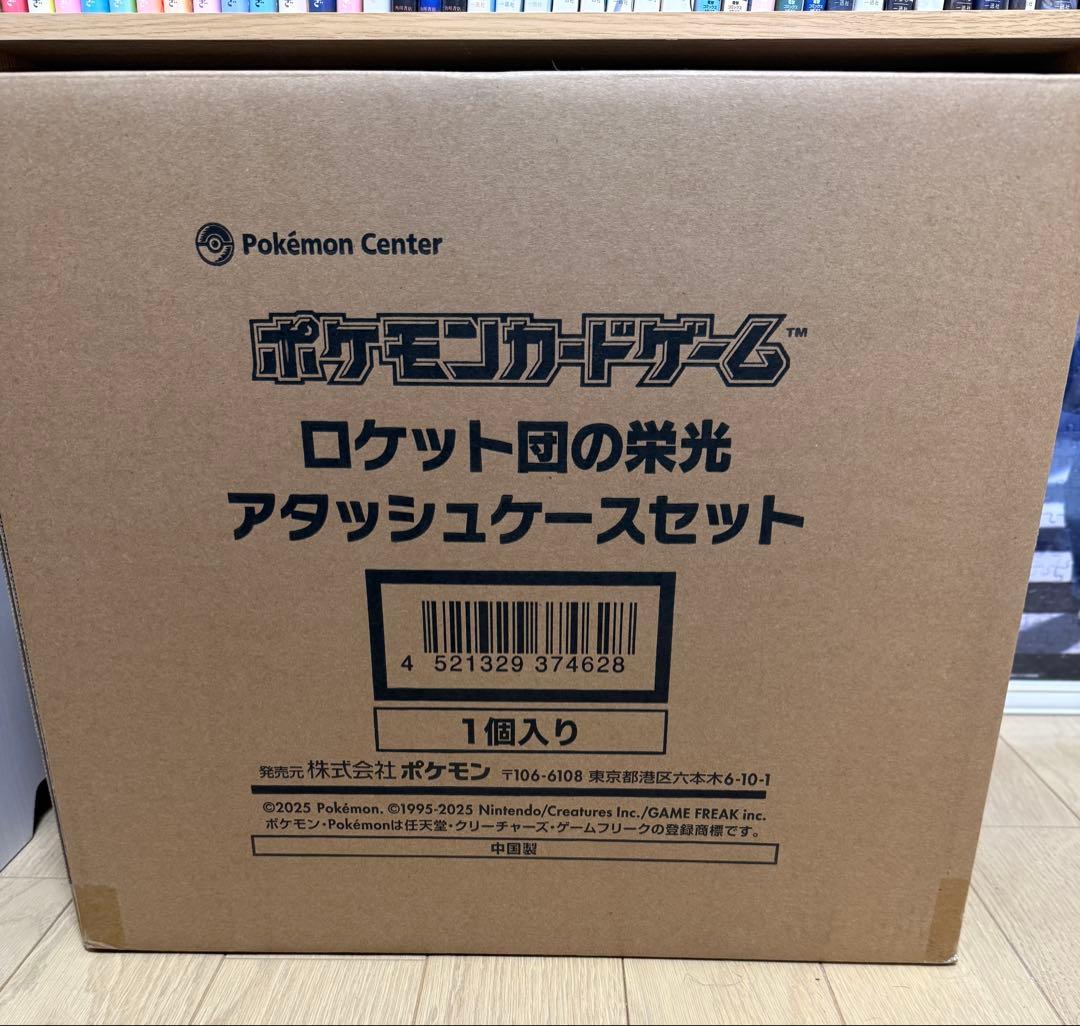 Pokémon Center
ポケモンカードゲーム™
ロケット団の栄光
アタッシュケースセット
4 521329 374628
1個入り
発売元 株式会社 ポケモン 〒106-6108 東京都港区六本木6-10-1
©2025 Pokémon. ©1995-2025 Nintendo/Creatures Inc./GAME FREAK inc.
ポケモン・Pokémonは任天堂・クリーチャーズ・ゲームフリークの登録商標です。
中国製